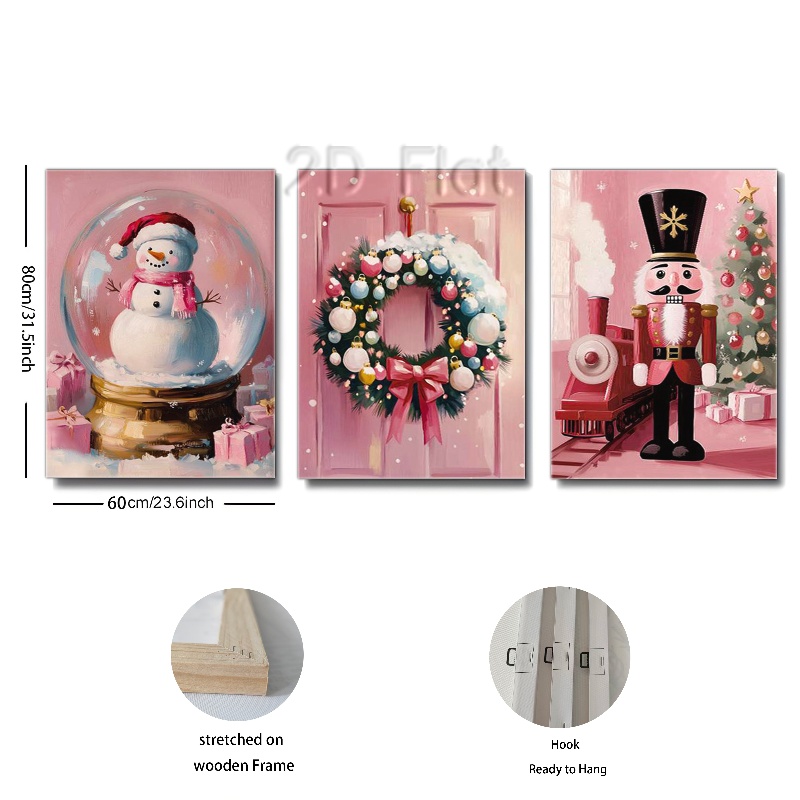 2D Flat
80cm/31.5inch
60cm/23.6inch
stretched on
wooden Frame
Hook
Ready to Hang